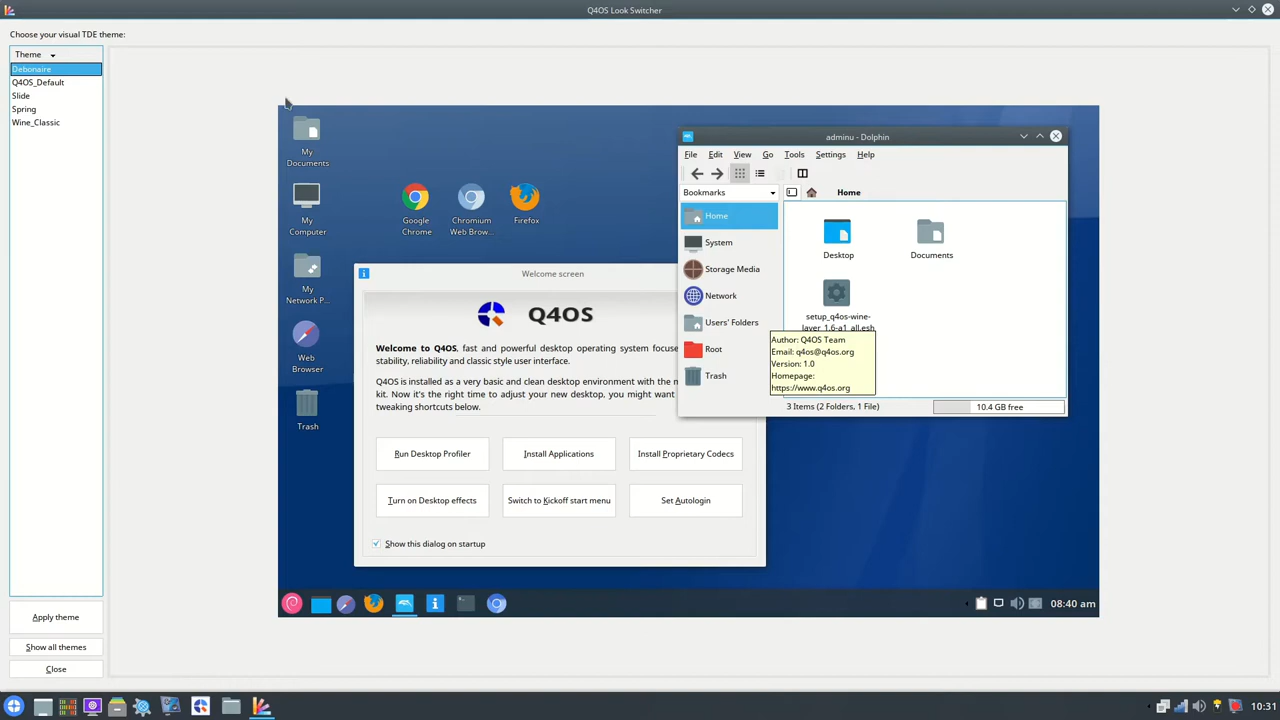 Q4OS Look Switcher
Choose your visual TDE theme:
Theme
Debonaire
Q4OS_Default
Slide
Spring
Wine_Classic
Apply theme
Show all themes
Close
My
Documents
My
Computer
My
Network P...
Web
Browser
Trash
Google
Chrome
Chromium
Web Brow...
Firefox
adminu - Dolphin
File Edit View Go Tools Settings Help
Bookmarks
Home
Home
System
Storage Media
Network
Users' Folders
Root
Trash
Desktop
Documents
setup_q4os-wine-
layer_1.6-a1_all.esh
Author: Q4OS Team
Email: q4os@q4os.org
Version: 1.0
Homepage:
https://www.q4os.org
3 Items (2 Folders, 1 File)
10.4 GB free
Welcome screen
Q4OS
Welcome to Q4OS, fast and powerful desktop operating system focuse
stability, reliability and classic style user interface.
Q4OS is installed as a very basic and clean desktop environment with the m
kit. Now it's the right time to adjust your new desktop, you might want
tweaking shortcuts below.
Run Desktop Profiler
Install Applications
Install Proprietary Codecs
Turn on Desktop effects
Switch to Kickoff start menu
Set Autologin
Show this dialog on startup
08:40 am
10:31